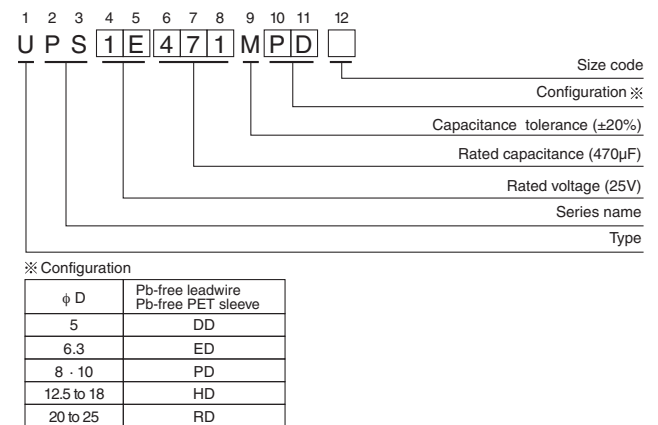 1 2 3 4 5 6 7 8 9 10 11 12
U P S 1 E 4 7 1 M P D
Size code
Configuration ※
Capacitance tolerance (±20%)
Rated capacitance (470µF)
Rated voltage (25V)
Series name
Type
※ Configuration
ϕ D
Pb-free leadwire
Pb-free PET sleeve
5 DD
6.3 ED
8 · 10 PD
12.5 to 18 HD
20 to 25 RD